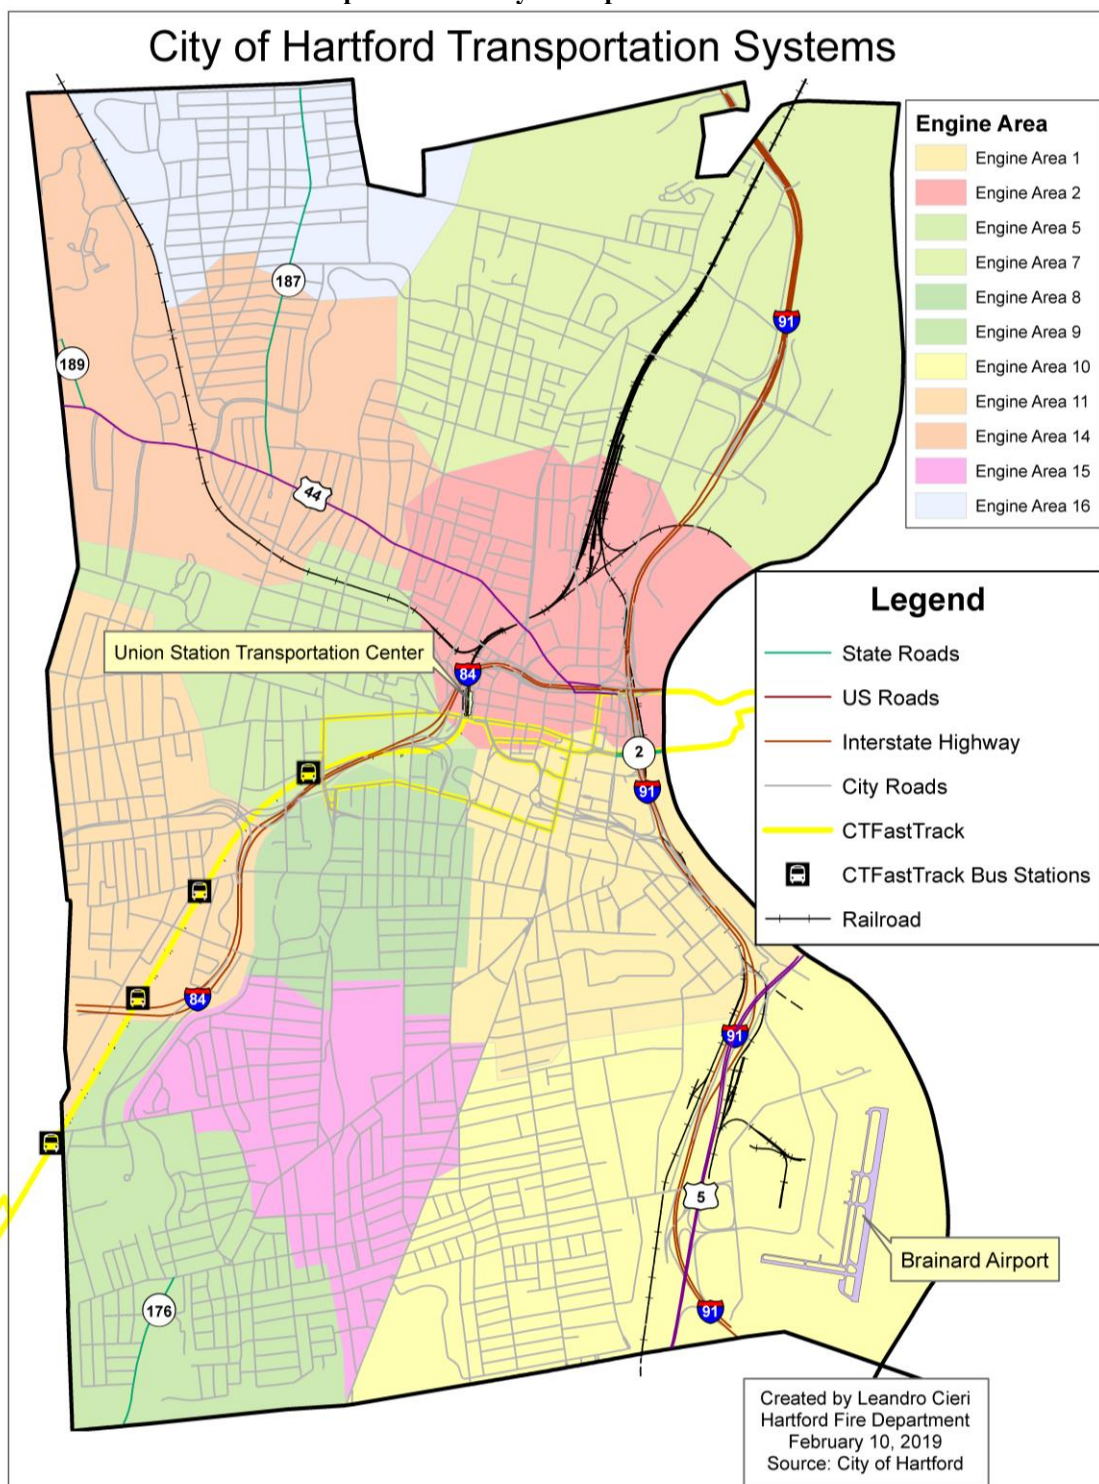 City of Hartford Transportation Systems
Engine Area
Engine Area 1
Engine Area 2
Engine Area 5
Engine Area 7
Engine Area 8
Engine Area 9
Engine Area 10
Engine Area 11
Engine Area 14
Engine Area 15
Engine Area 16
187
91
189
44
Legend
State Roads
US Roads
Interstate Highway
City Roads
CTFastTrack
CTFastTrack Bus Stations
Railroad
Union Station Transportation Center
84
2
91
84
91
5
Brainard Airport
176
91
Created by Leandro Cieri
Hartford Fire Department
February 10, 2019
Source: City of Hartford